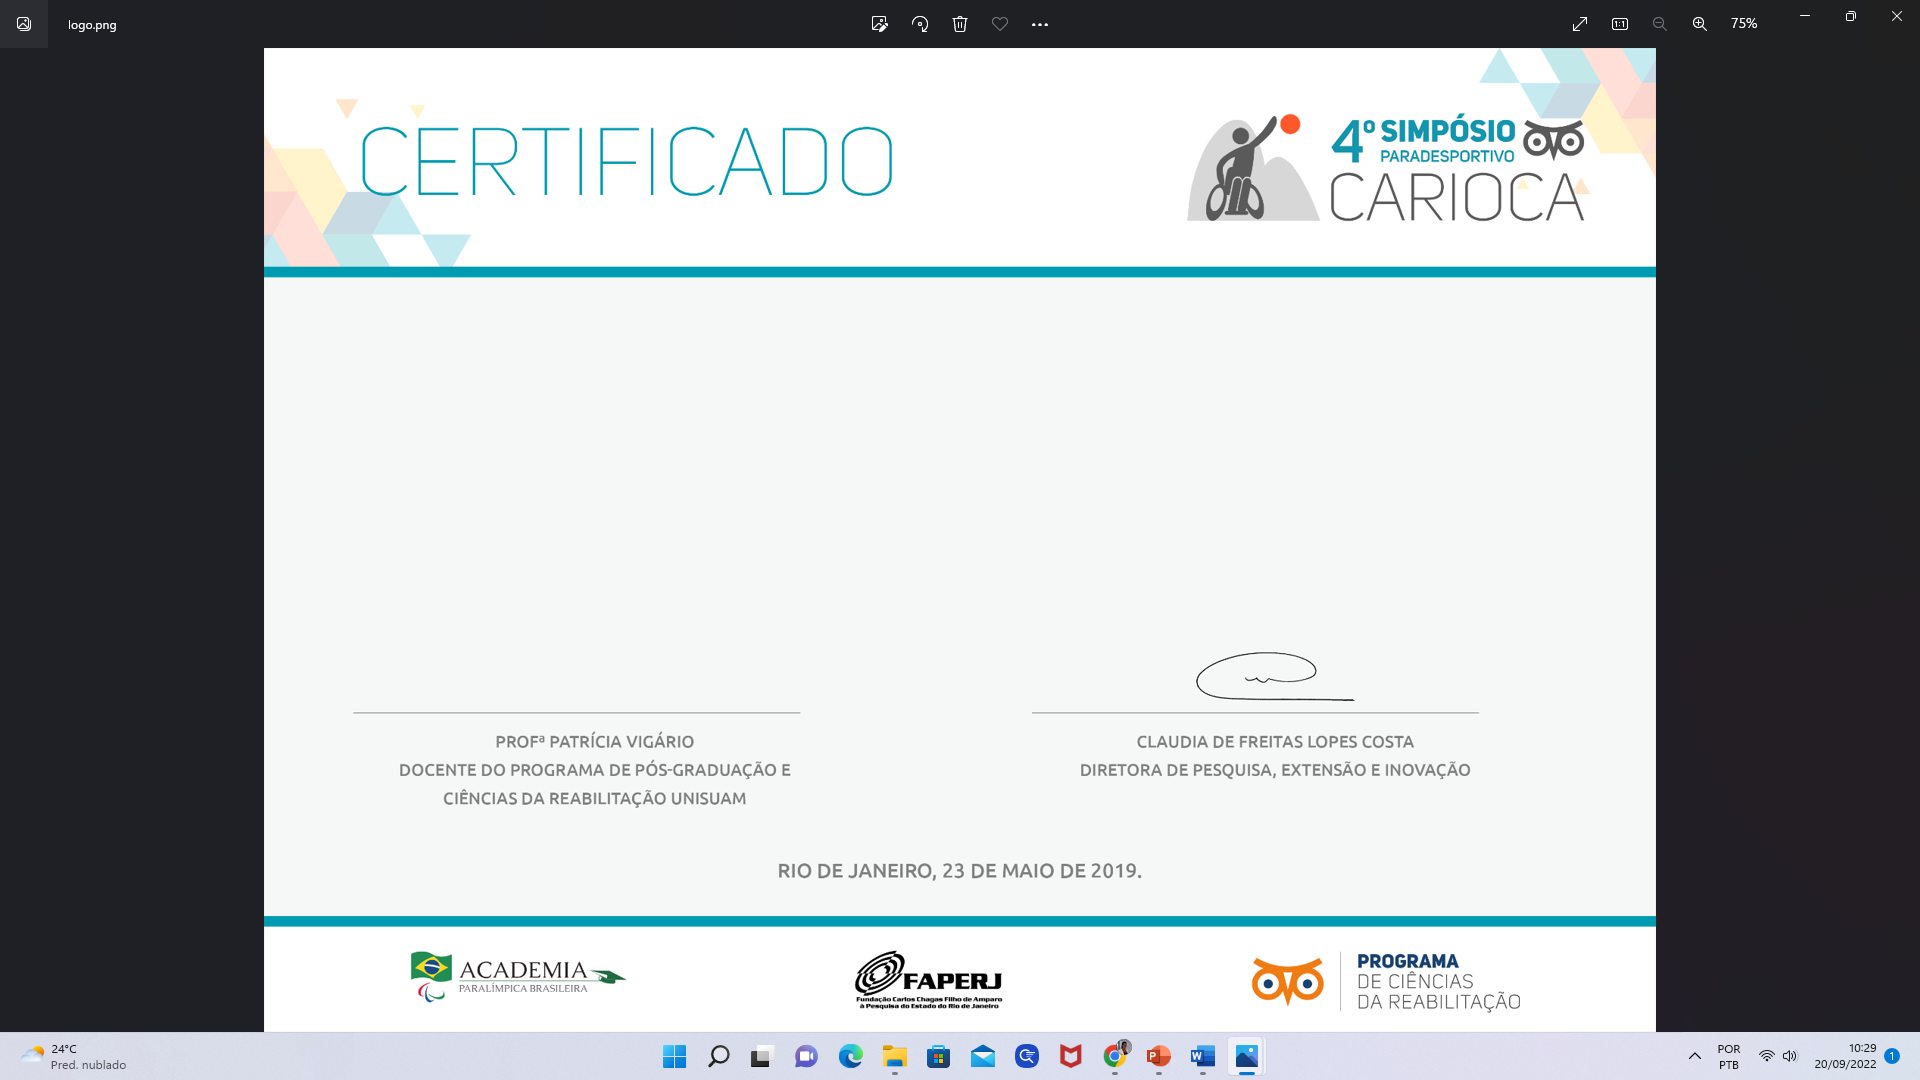 logo.png
75%
CERTIFICADO
4º SIMPÓSIO
PARADESPORTIVO
CARIOCA
PROFª PATRÍCIA VIGÁRIO
DOCENTE DO PROGRAMA DE PÓS-GRADUAÇÃO E
CIÊNCIAS DA REABILITAÇÃO UNISUAM
CLAUDIA DE FREITAS LOPES COSTA
DIRETORA DE PESQUISA, EXTENSÃO E INOVAÇÃO
RIO DE JANEIRO, 23 DE MAIO DE 2019.
ACADEMIA
PARALÍMPICA BRASILEIRA
FAPERJ
Fundação Carlos Chagas Filho de Amparo
à Pesquisa do Estado do Rio de Janeiro
PROGRAMA
DE CIÊNCIAS
DA REABILITAÇÃO
24°C
Pred. nublado
POR
PTB
10:29
20/09/2022
1